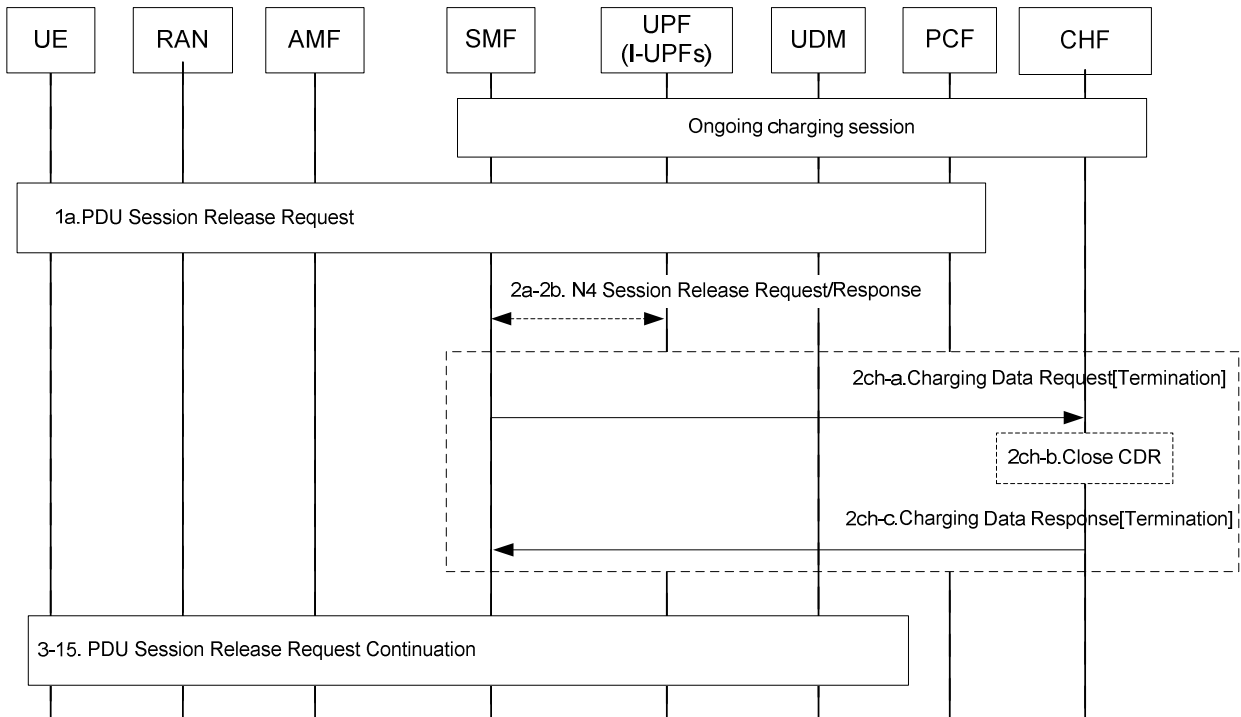 UE
RAN
AMF
SMF
UPF
(I-UPFs)
UDM
PCF
CHF
Ongoing charging session
1a.PDU Session Release Request
2a-2b. N4 Session Release Request/Response
2ch-a.Charging Data Request[Termination]
2ch-b.Close CDR
2ch-c.Charging Data Response[Termination]
3-15. PDU Session Release Request Continuation